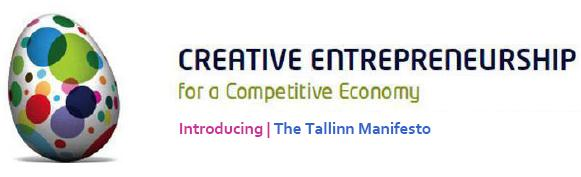 CREATIVE ENTREPRENEURSHIP
for a Competitive Economy
Introducing | The Tallinn Manifesto